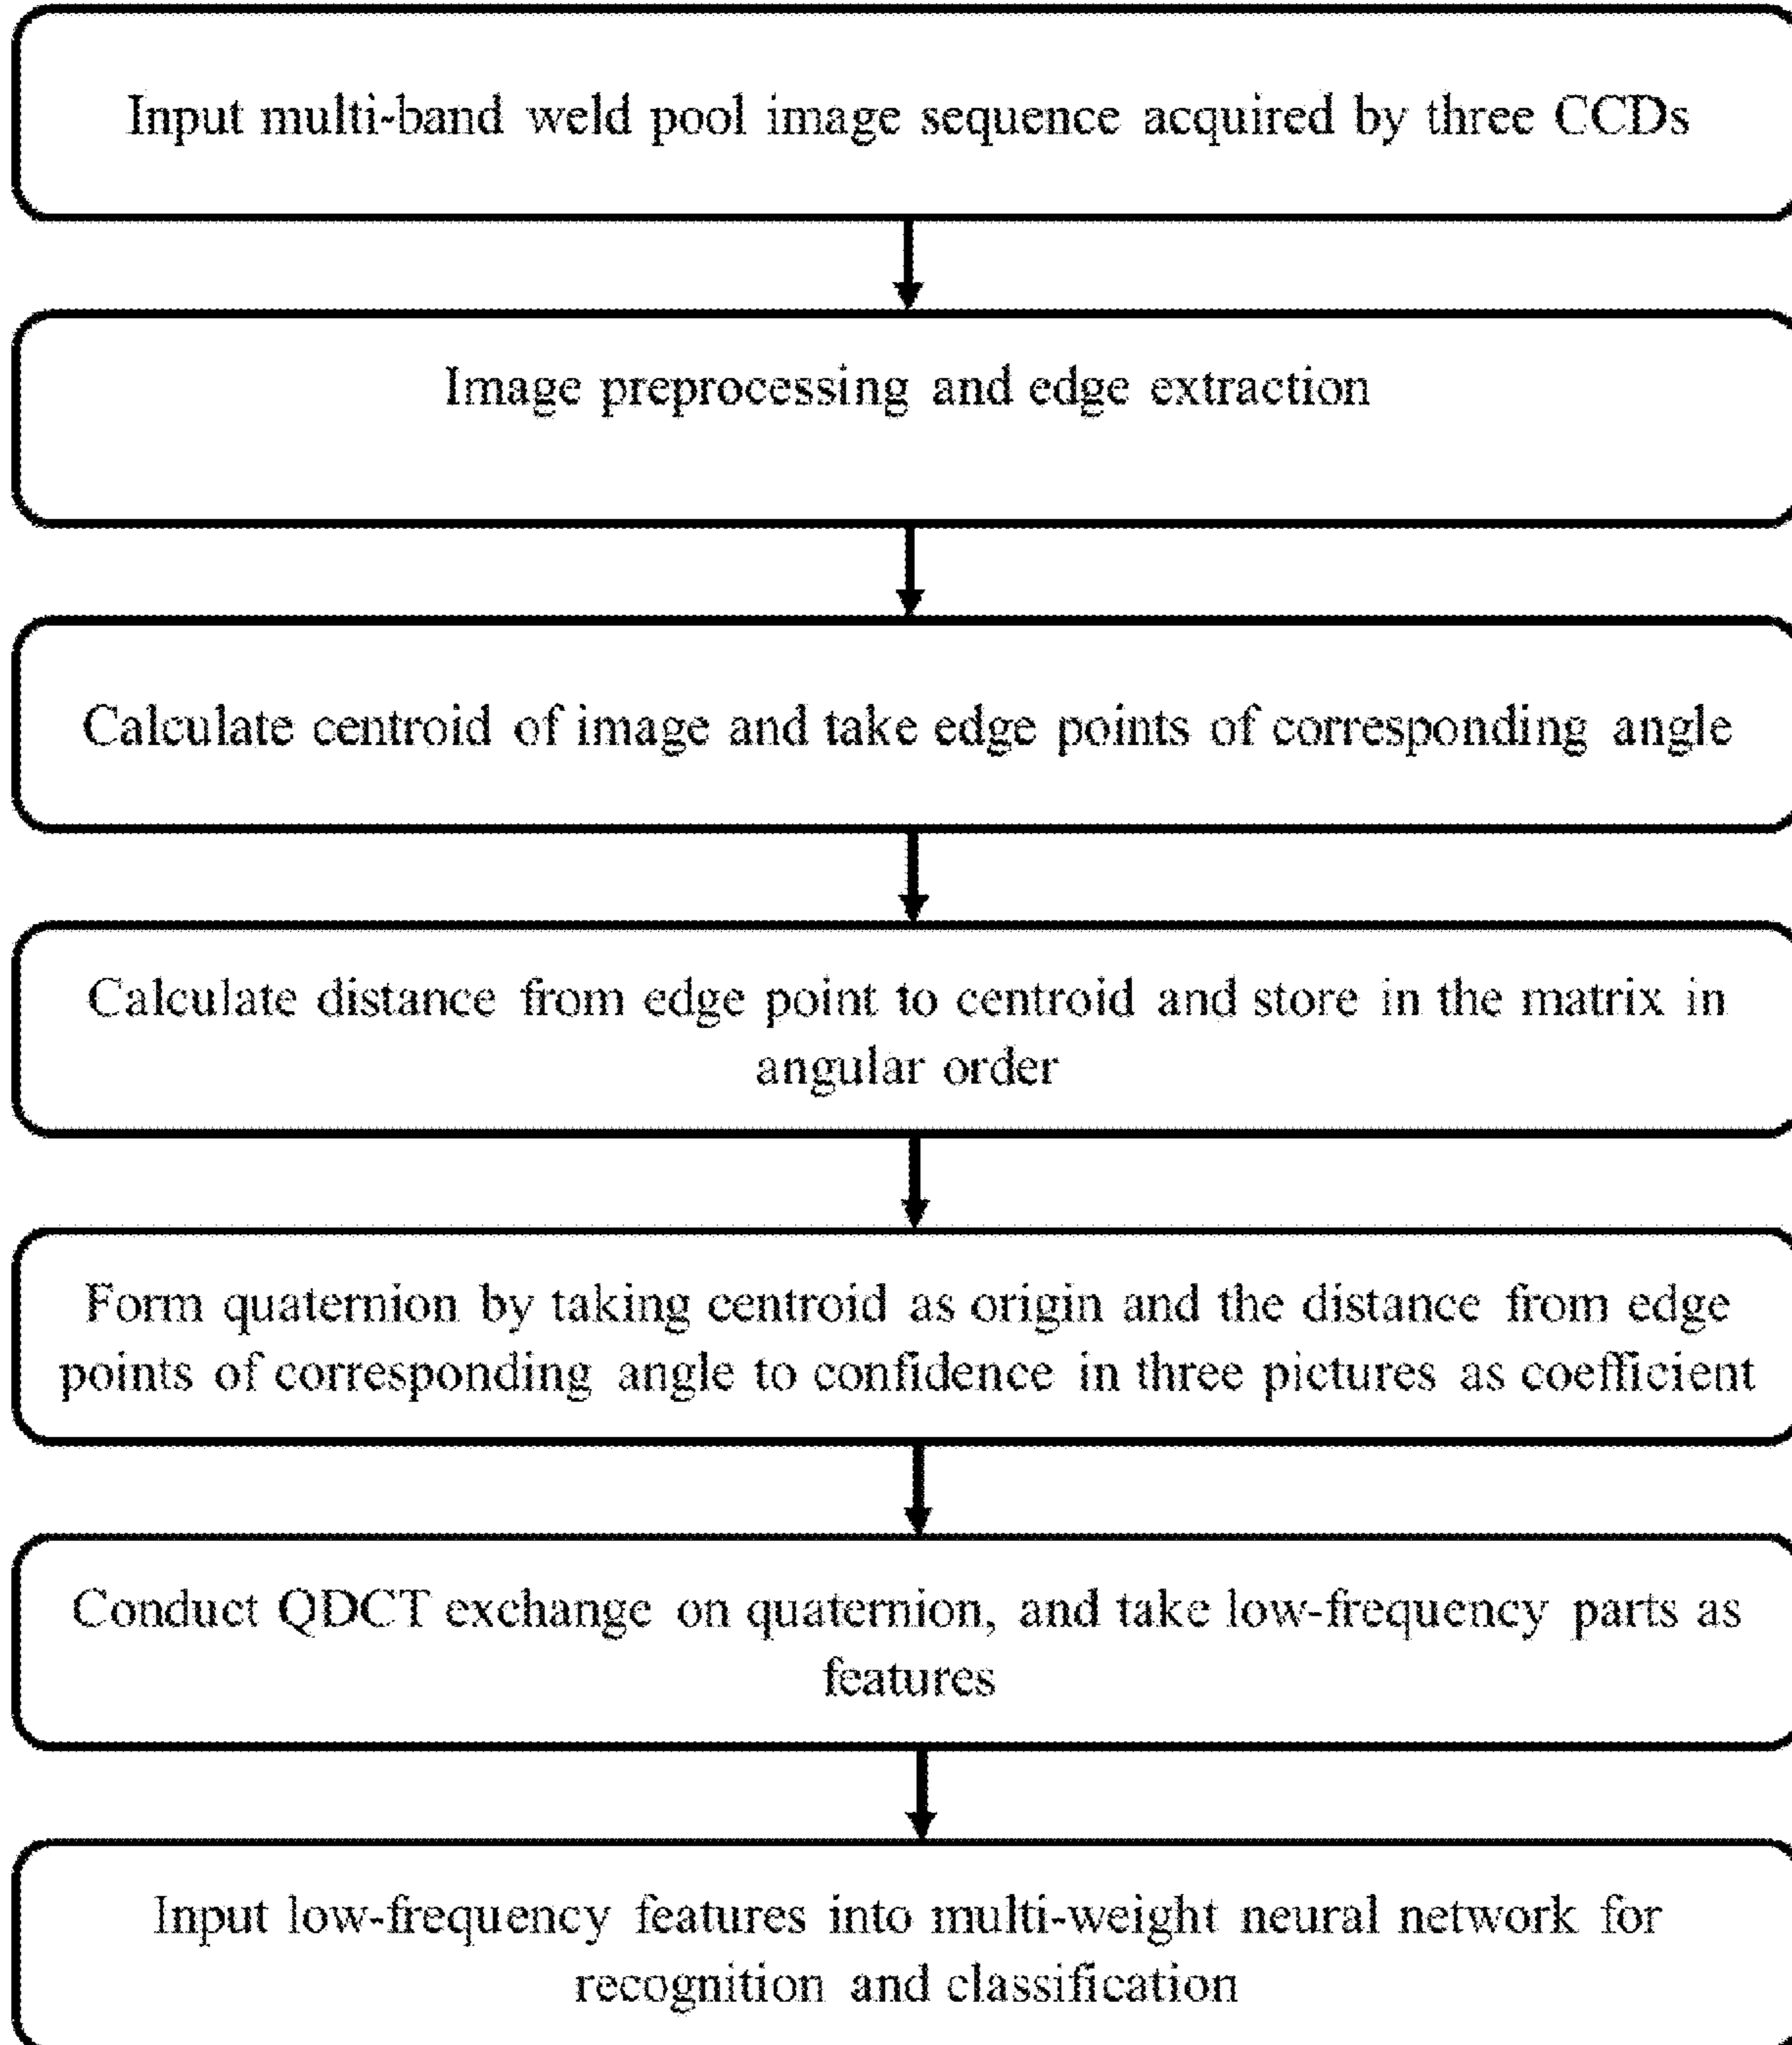 Input multi-band weld pool image sequence acquired by three CCDs
Image preprocessing and edge extraction
Calculate centroid of image and take edge points of corresponding angle
Calculate distance from edge point to centroid and store in the matrix in
angular order
Form quaternion by taking centroid as origin and the distance from edge
points of corresponding angle to confidence in three pictures as coefficient
Conduct QDCT exchange on quaternion, and take low-frequency parts as
features
Input low-frequency features into multi-weight neural network for
recognition and classification